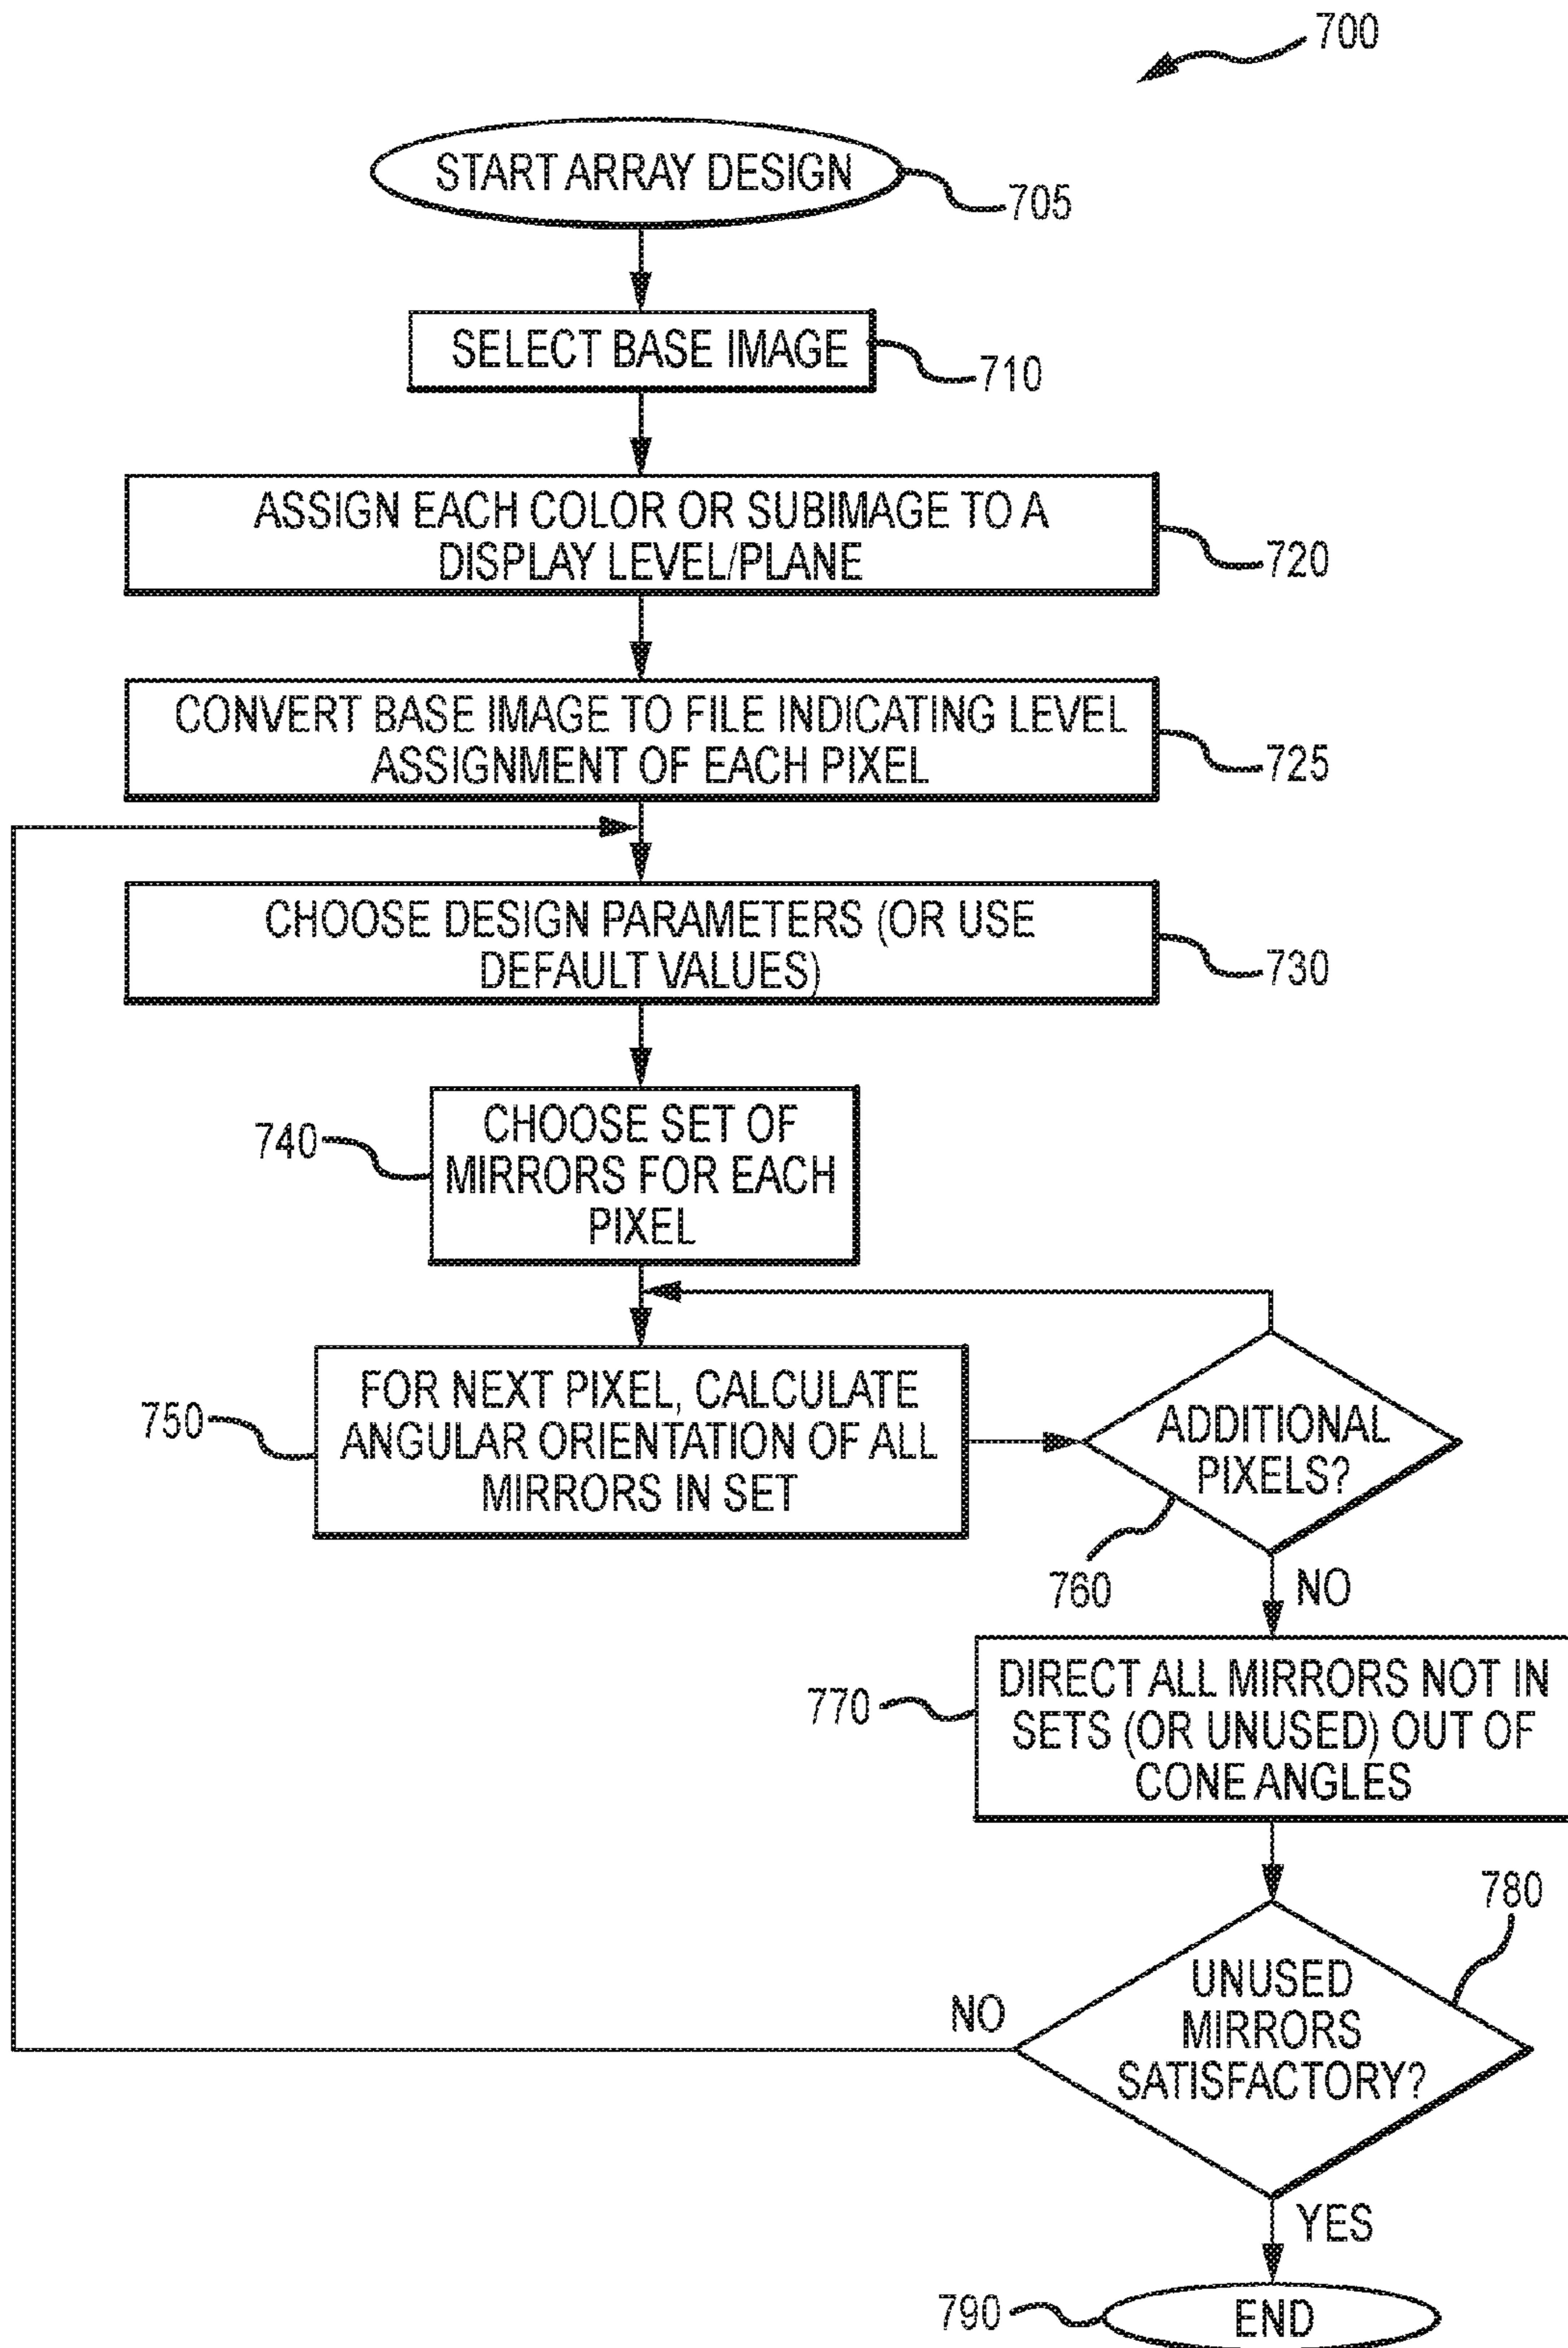 700
START ARRAY DESIGN
705
SELECT BASE IMAGE
710
ASSIGN EACH COLOR OR SUBIMAGE TO A
DISPLAY LEVEL/PLANE
720
CONVERT BASE IMAGE TO FILE INDICATING LEVEL
ASSIGNMENT OF EACH PIXEL
725
CHOOSE DESIGN PARAMETERS (OR USE
DEFAULT VALUES)
730
740
CHOOSE SET OF
MIRRORS FOR EACH
PIXEL
750
FOR NEXT PIXEL, CALCULATE
ANGULAR ORIENTATION OF ALL
MIRRORS IN SET
ADDITIONAL
PIXELS?
760
NO
770
DIRECT ALL MIRRORS NOT IN
SETS (OR UNUSED) OUT OF
CONE ANGLES
780
UNUSED
MIRRORS
SATISFACTORY?
NO
YES
790
END